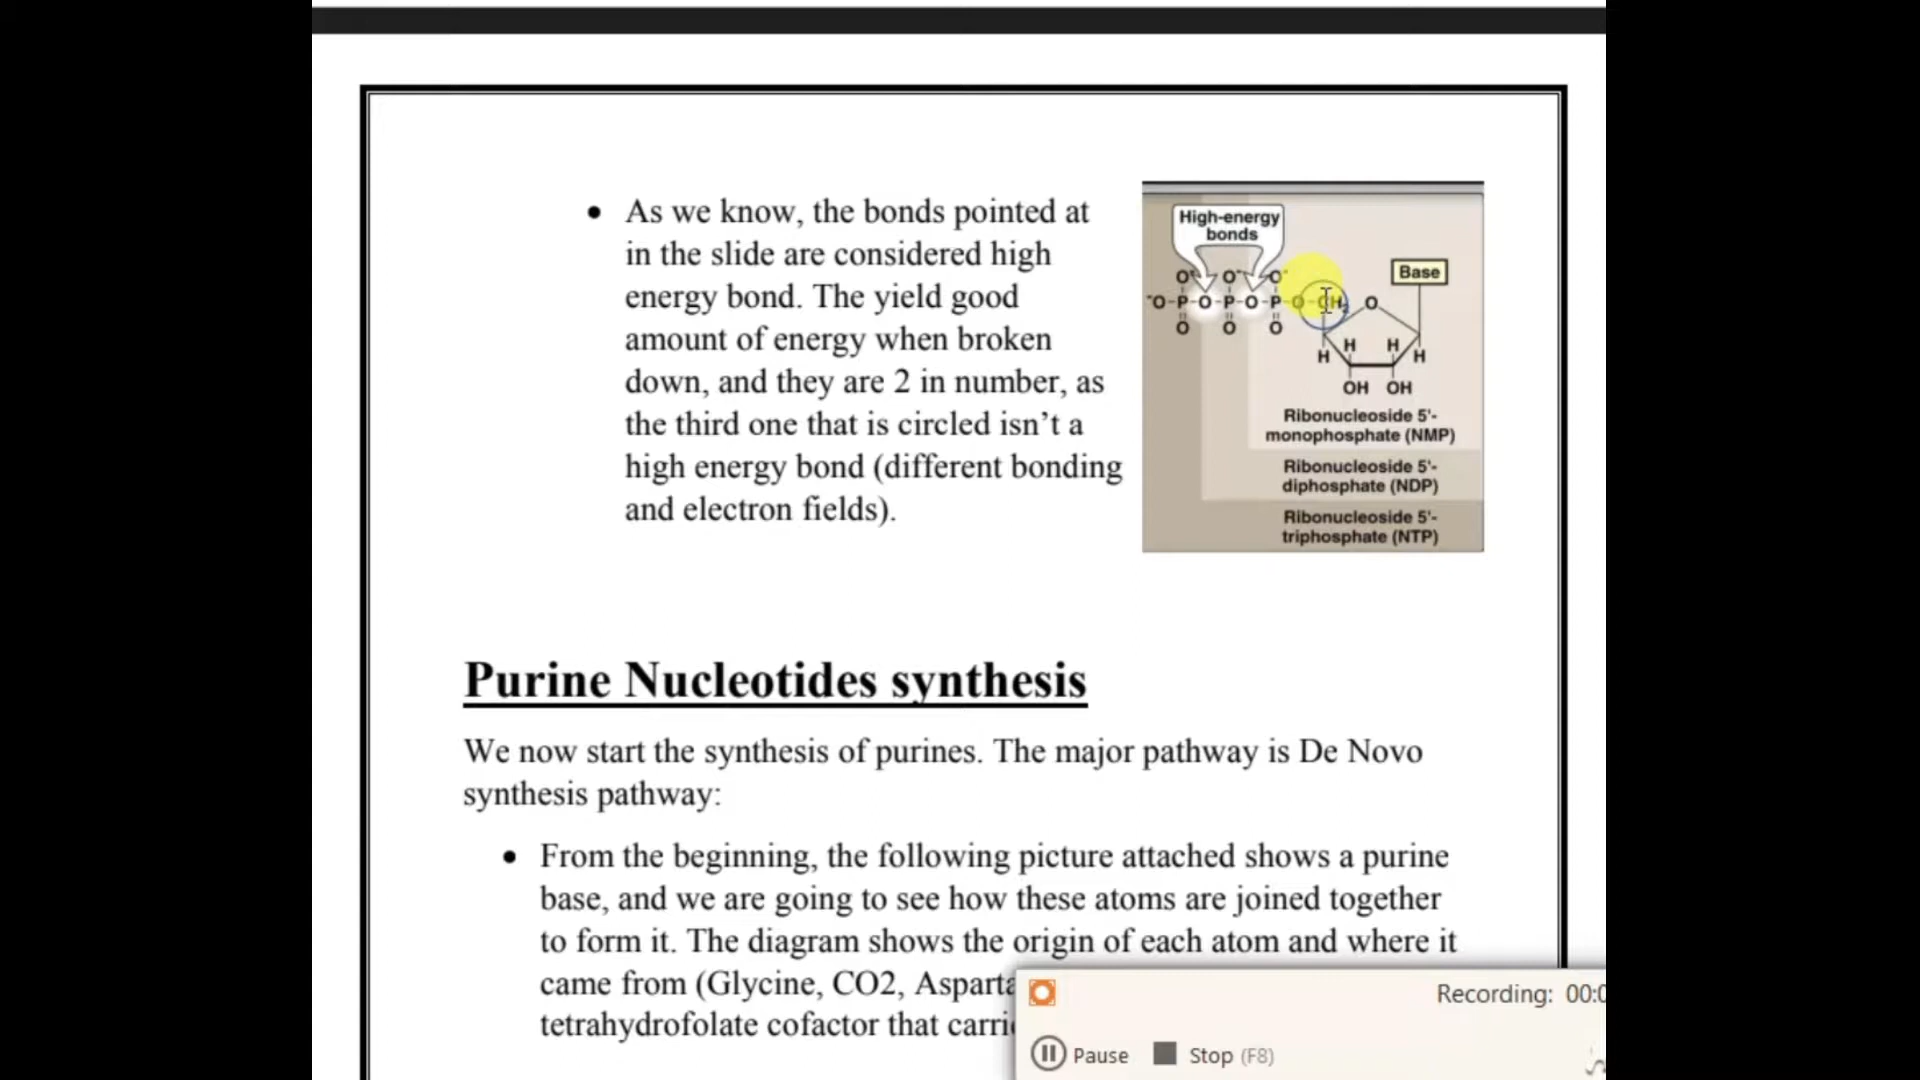 As we know, the bonds pointed at
in the slide are considered high
energy bond. The yield good
amount of energy when broken
down, and they are 2 in number, as
the third one that is circled isn’t a
high energy bond (different bonding
and electron fields).
High-energy
bonds
Base
O⁻ O⁻ O⁻
⁻O-P-O-P-O-P-O-CH₂ O
O O O
H H H H
OH OH
Ribonucleoside 5'-
monophosphate (NMP)
Ribonucleoside 5'-
diphosphate (NDP)
Ribonucleoside 5'-
triphosphate (NTP)
Purine Nucleotides synthesis
We now start the synthesis of purines. The major pathway is De Novo
synthesis pathway:
From the beginning, the following picture attached shows a purine
base, and we are going to see how these atoms are joined together
to form it. The diagram shows the origin of each atom and where it
came from (Glycine, CO2, Asparta
tetrahydrofolate cofactor that carri
Recording: 00:0
Pause Stop (F8)